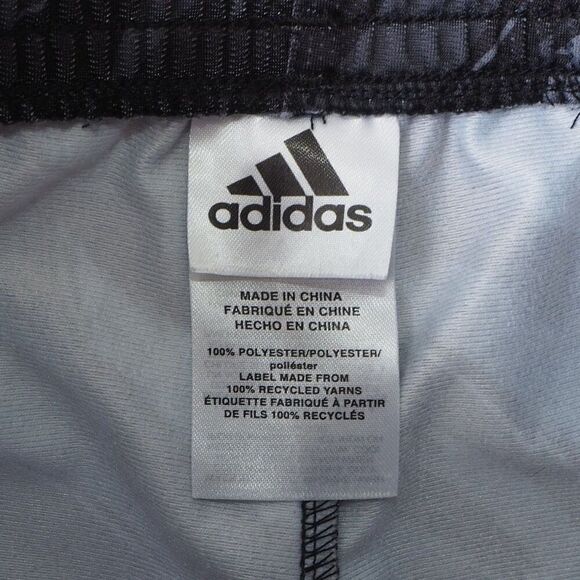 adidas
MADE IN CHINA
FABRIQUÉ EN CHINE
HECHO EN CHINA
100% POLYESTER/POLYESTER/
poliéster
LABEL MADE FROM
100% RECYCLED YARNS
ÉTIQUETTE FABRIQUÉ À PARTIR
DE FILS 100% RECYCLÉS